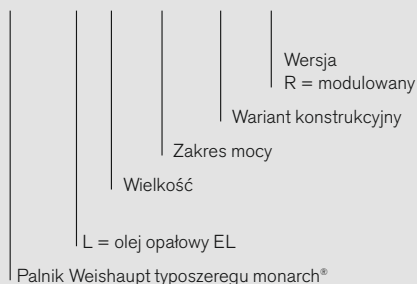 Wersja
R = modulowany
Wariant konstrukcyjny
Zakres mocy
Wielkość
L = olej opałowy EL
Palnik Weishaupt typoszeregu monarch®